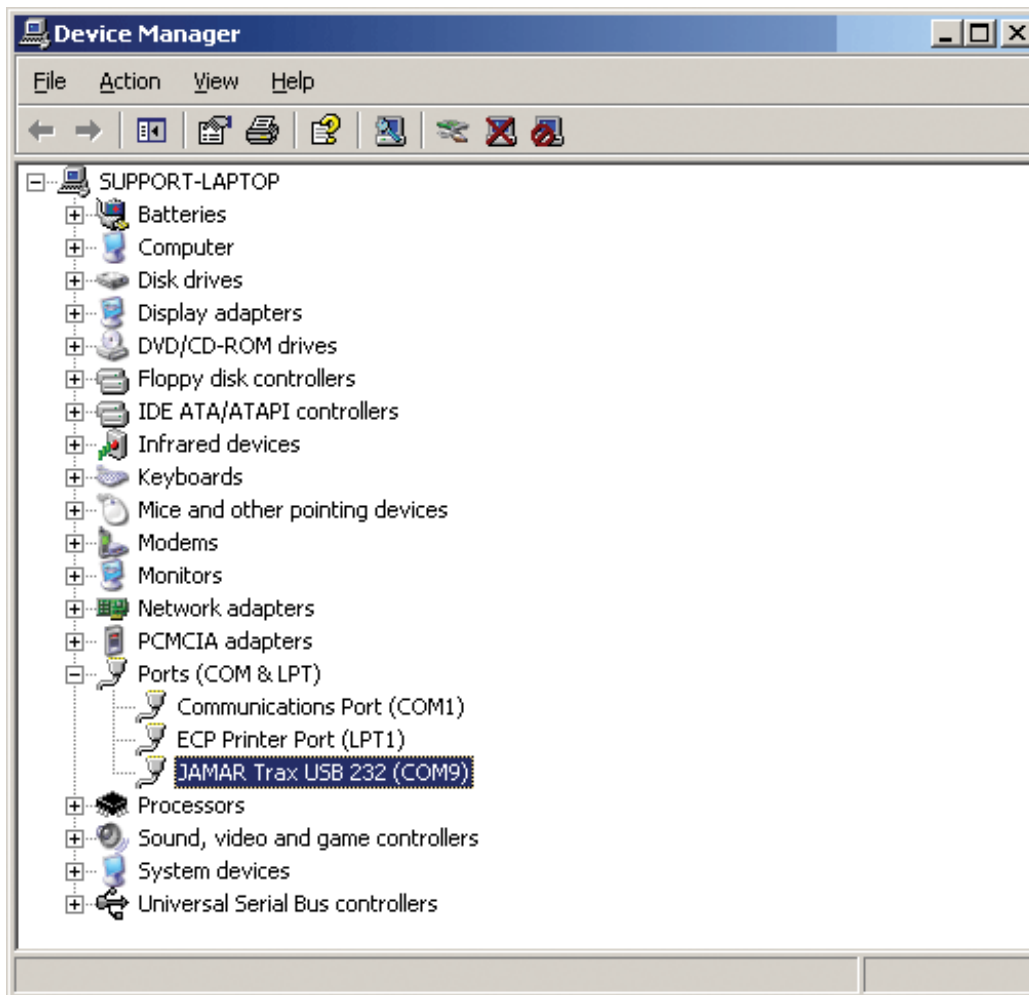 Device Manager
File Action View Help
SUPPORT-LAPTOP
Batteries
Computer
Disk drives
Display adapters
DVD/CD-ROM drives
Floppy disk controllers
IDE ATA/ATAPI controllers
Infrared devices
Keyboards
Mice and other pointing devices
Modems
Monitors
Network adapters
PCMCIA adapters
Ports (COM & LPT)
Communications Port (COM1)
ECP Printer Port (LPT1)
JAMAR Trax USB 232 (COM9)
Processors
Sound, video and game controllers
System devices
Universal Serial Bus controllers